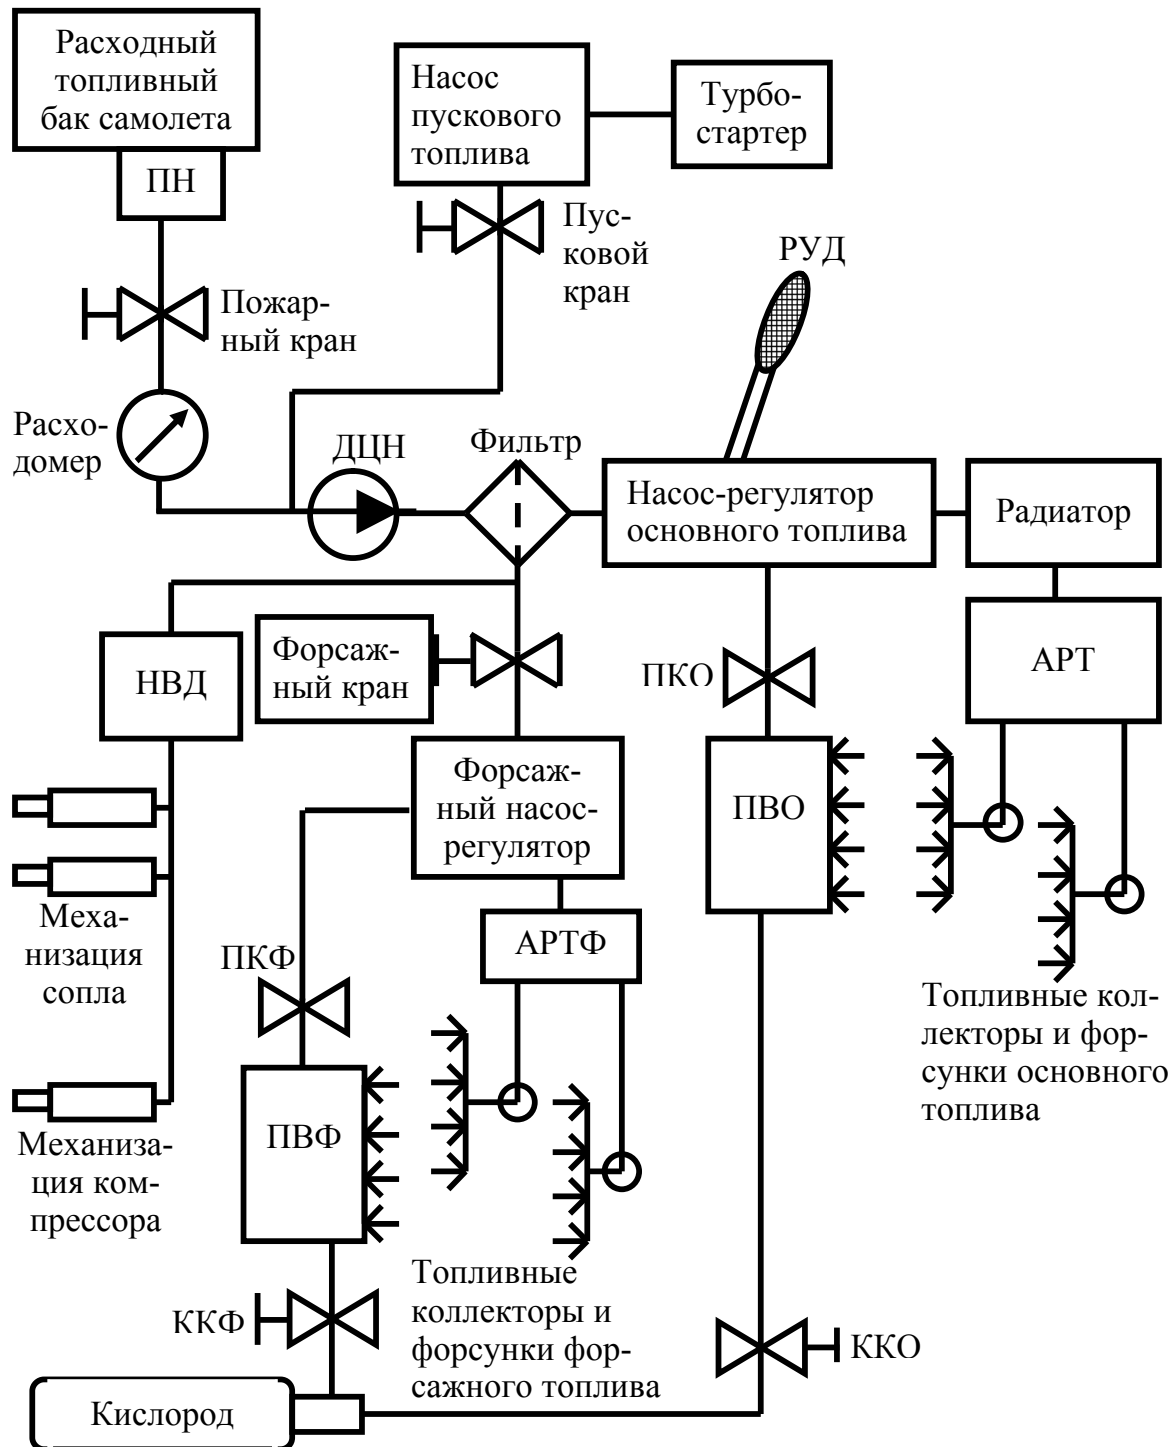 Расходный
топливный
бак самолета
ПН
Насос
пускового
топлива
Турбо-
стартер
Пус-
ковой
кран
РУД
Пожар-
ный кран
Расхо-
домер
ДЦН
Фильтр
Насос-регулятор
основного топлива
Радиатор
НВД
Форсаж-
ный кран
ПКО
АРТ
Форсаж-
ный насос-
регулятор
ПВО
Меха-
низация
сопла
ПКФ
АРТФ
Топливные кол-
лекторы и фор-
сунки основного
топлива
ПВФ
Механиза-
ция ком-
прессора
Топливные
коллекторы и
форсунки фор-
сажного топлива
ККФ
ККО
Кислород